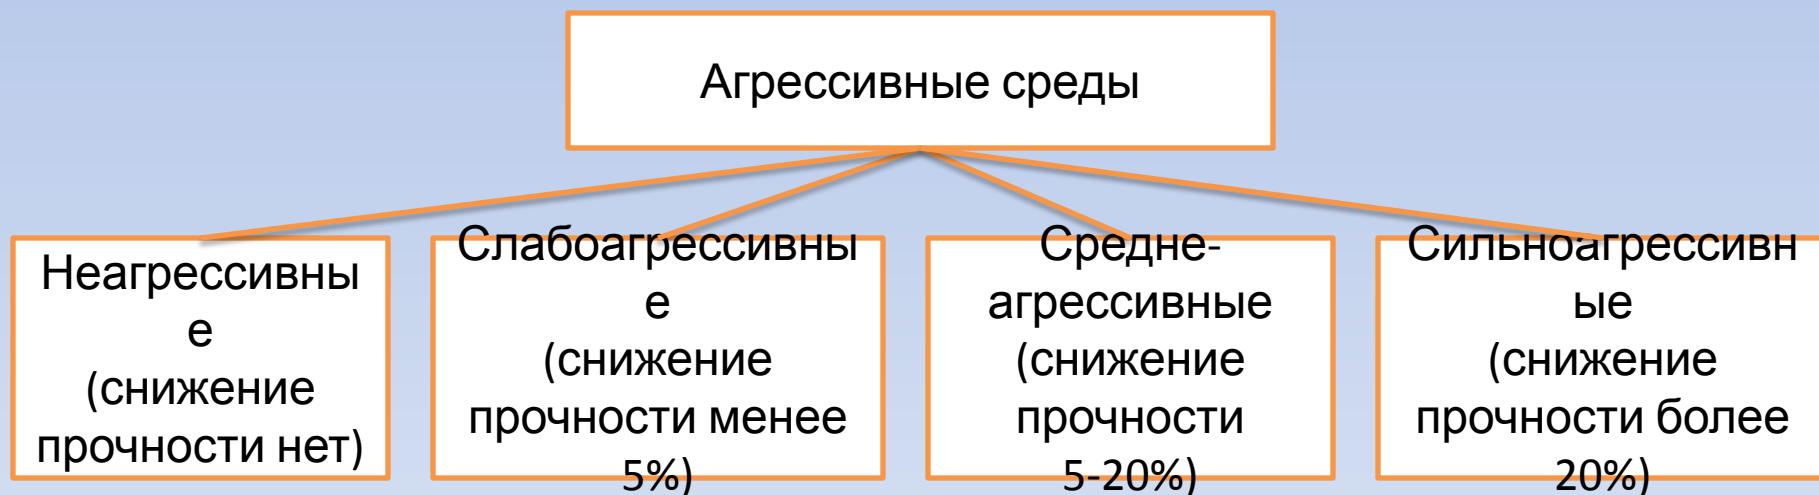 Агрессивные среды
Неагрессивны
е
(снижение
прочности нет)
Слабоагрессивны
е
(снижение
прочности менее
5%)
Средне-
агрессивные
(снижение
прочности
5-20%)
Сильноагрессивн
ые
(снижение
прочности более
20%)